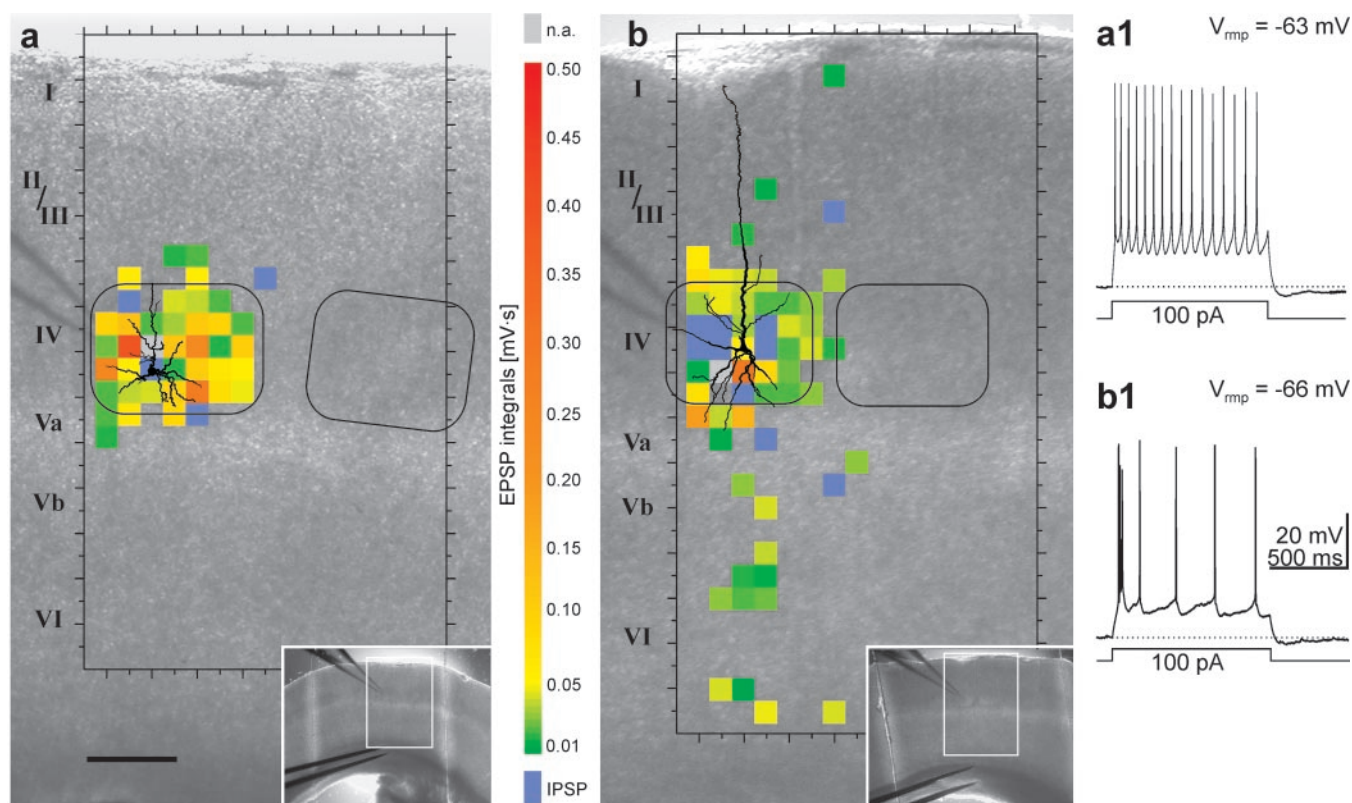 a
I
II/III
IV
Va
Vb
VI
n.a.
0.50
0.45
0.40
0.35
0.30
0.25
0.20
0.15
0.10
0.05
0.01
EPSP integrals [mV·s]
IPSP
b
I
II/III
IV
Va
Vb
VI
a1
Vrmp = -63 mV
100 pA
b1
Vrmp = -66 mV
20 mV
500 ms
100 pA